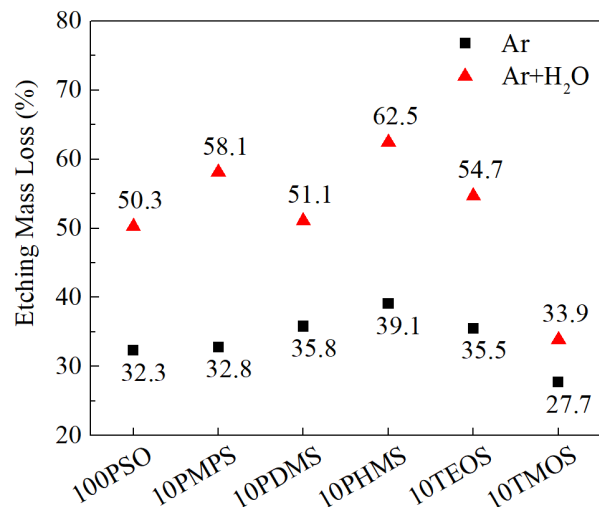 Etching Mass Loss (%)
80
70
60
50
40
30
20
Ar
Ar+H₂O
50.3
58.1
51.1
62.5
54.7
33.9
32.3
32.8
35.8
39.1
35.5
27.7
100PSO
10PMPS
10PDMS
10PHMS
10TEOS
10TMOS